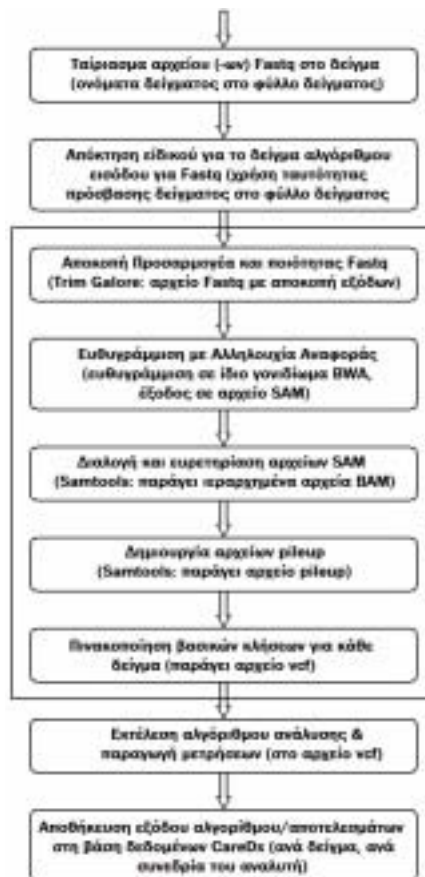 Ταίριασμα αρχείου (-ων) Fastq στο δείγμα
(ονόματα δείγματος στο φύλλο δείγματος)
Απόκτηση ειδικού για το δείγμα αλγόριθμου
εισόδου για Fastq (χρήση ταυτότητας
πρόσβασης δείγματος στο φύλλο δείγματος
Αποκοπή Προσαρμογέα και ποιότητας Fastq
(Trim Galore: αρχείο Fastq με αποκοπή εξόδων)
Ευθυγράμμιση με Αλληλουχία Αναφοράς
(ευθυγράμμιση σε ίδιο γονιδίωμα BWA,
έξοδος σε αρχείο SAM)
Διαλογή και ευρετηρίαση αρχείων SAM
(Samtools: παράγει ιεραρχημένα αρχεία BAM)
Δημιουργία αρχείων pileup
(Samtools: παράγει αρχείο pileup)
Πινακοποίηση βασικών κλήσεων για κάθε
δείγμα (παράγει αρχείο vcf)
Εκτέλεση αλγόριθμου ανάλυσης &
παραγωγή μετρήσεων (στο αρχείο vcf)
Αποθήκευση εξόδου αλγορίθμου/αποτελεσμάτων
στη βάση δεδομένων CareDs (ανά δείγμα, ανά
συνεδρία του αναλυτή)